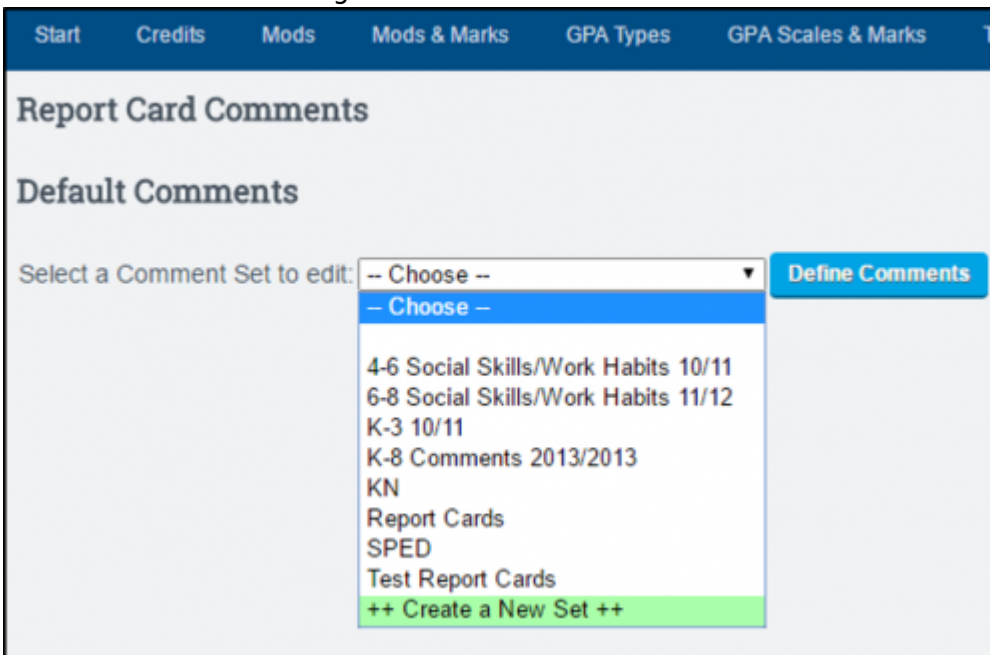 Start Credits Mods Mods & Marks GPA Types GPA Scales & Marks
Report Card Comments
Default Comments
Select a Comment Set to edit: -- Choose -- Define Comments
-- Choose --
4-6 Social Skills/Work Habits 10/11
6-8 Social Skills/Work Habits 11/12
K-3 10/11
K-8 Comments 2013/2013
KN
Report Cards
SPED
Test Report Cards
++ Create a New Set ++